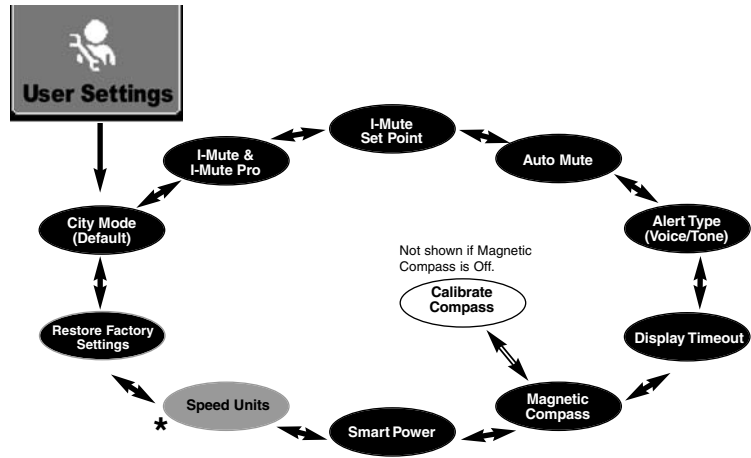 User Settings
I-Mute
Set Point
I-Mute &
I-Mute Pro
Auto Mute
City Mode
(Default)
Alert Type
(Voice/Tone)
Not shown if Magnetic
Compass is Off.
Calibrate
Compass
Restore Factory
Settings
Display Timeout
Speed Units
*
Magnetic
Compass
Smart Power